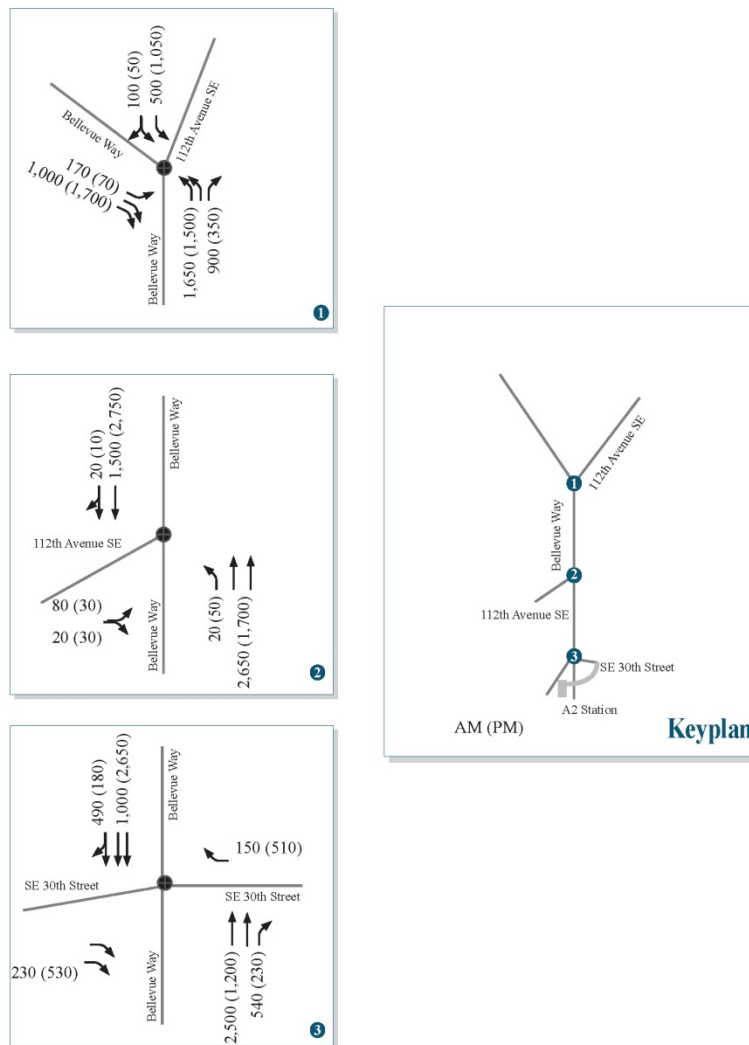 100 (50)
500 (1,050)
Bellevue Way
112th Avenue SE
170 (70)
1,000 (1,700)
Bellevue Way
1,650 (1,500)
900 (350)
1
20 (10)
1,500 (2,750)
Bellevue Way
112th Avenue SE
80 (30)
20 (30)
Bellevue Way
20 (50)
2,650 (1,700)
2
490 (180)
1,000 (2,650)
Bellevue Way
150 (510)
SE 30th Street
SE 30th Street
230 (530)
Bellevue Way
2,500 (1,200)
540 (230)
3
1
112th Avenue SE
Bellevue Way
2
112th Avenue SE
3
SE 30th Street
A2 Station
AM (PM)
Keyplan